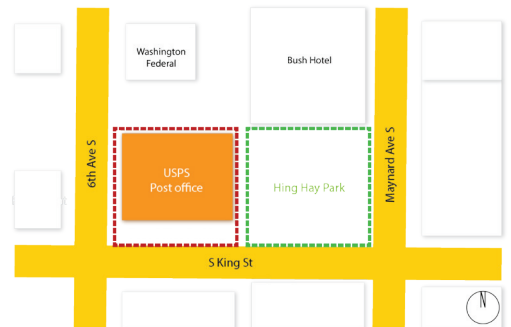 Washington
Federal
Bush Hotel
6th Ave S
USPS
Post office
Hing Hay Park
Maynard Ave S
S King St
N